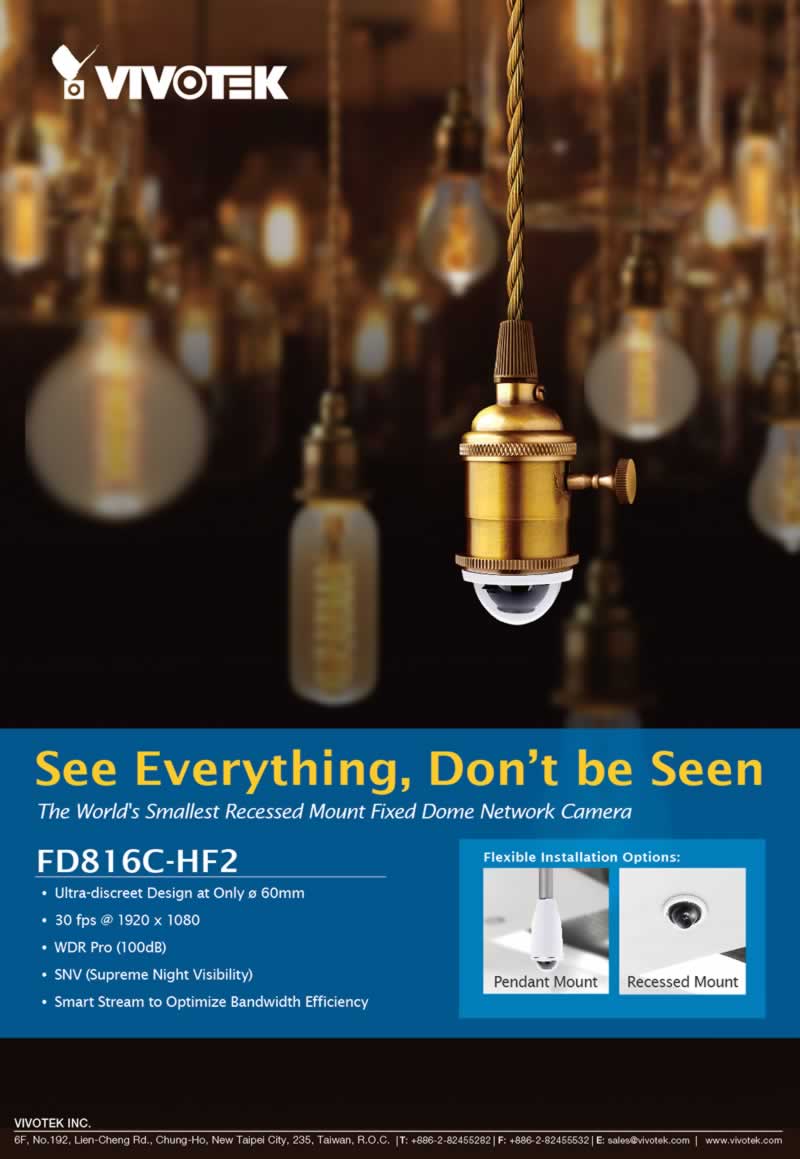 VIVOTEK
See Everything, Don't be Seen
The World's Smallest Recessed Mount Fixed Dome Network Camera
FD816C-HF2
• Ultra-discreet Design at Only ø 60mm
• 30 fps @ 1920 x 1080
• WDR Pro (100dB)
• SNV (Supreme Night Visibility)
• Smart Stream to Optimize Bandwidth Efficiency
Flexible Installation Options:
Pendant Mount
Recessed Mount
VIVOTEK INC.
6F, No.192, Lien-Cheng Rd., Chung-Ho, New Taipei City, 235, Taiwan, R.O.C. | T: +886-2-82455282 | F: +886-2-82455532 | E: sales@vivotek.com | www.vivotek.com